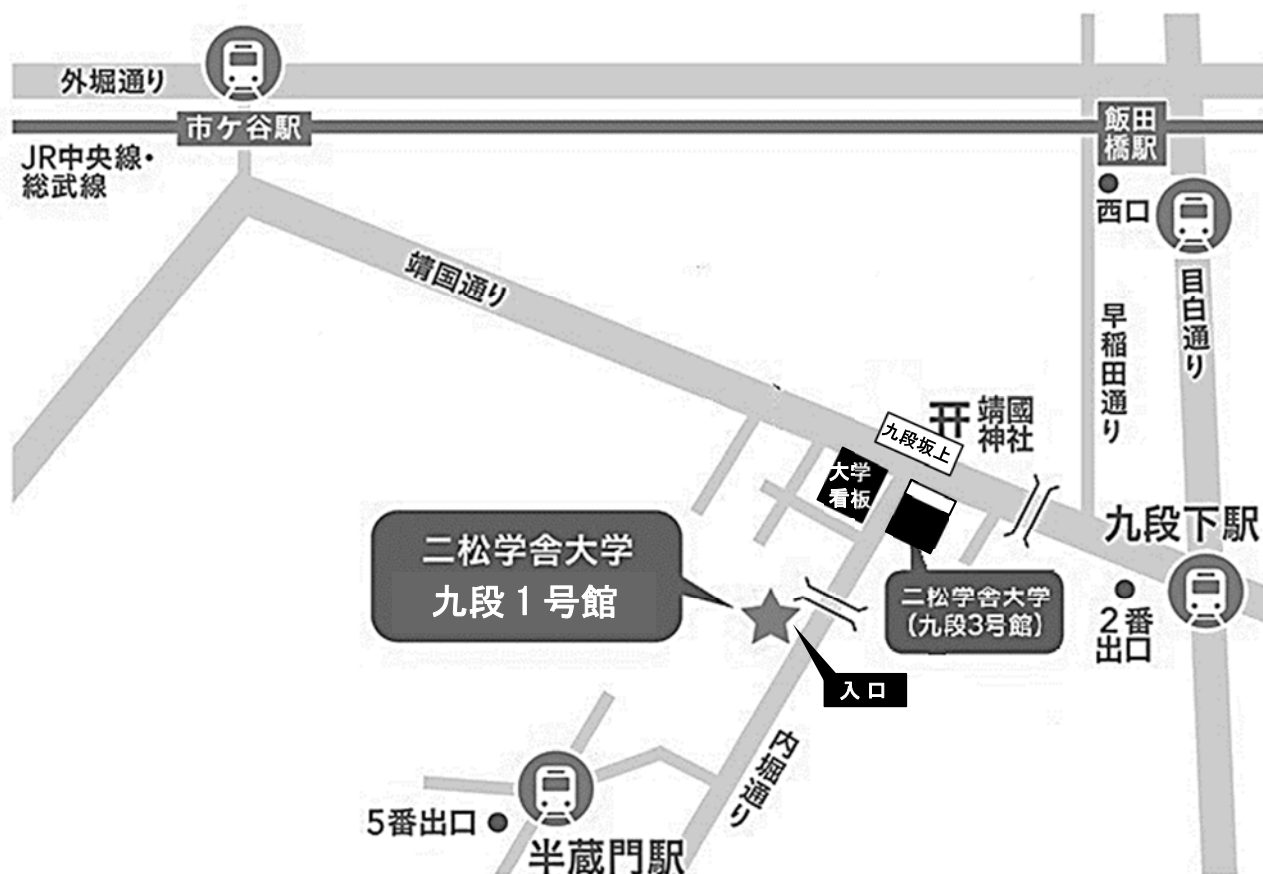 外堀通り
市ケ谷駅
JR中央線・
総武線
飯田
橋駅
西口
目白通り
早稲田通り
靖国通り
靖國
神社
九段坂上
大学
看板
九段下駅
2番
出口
二松学舎大学
九段１号館
二松学舎大学
(九段3号館)
入口
内堀通り
5番出口
半蔵門駅